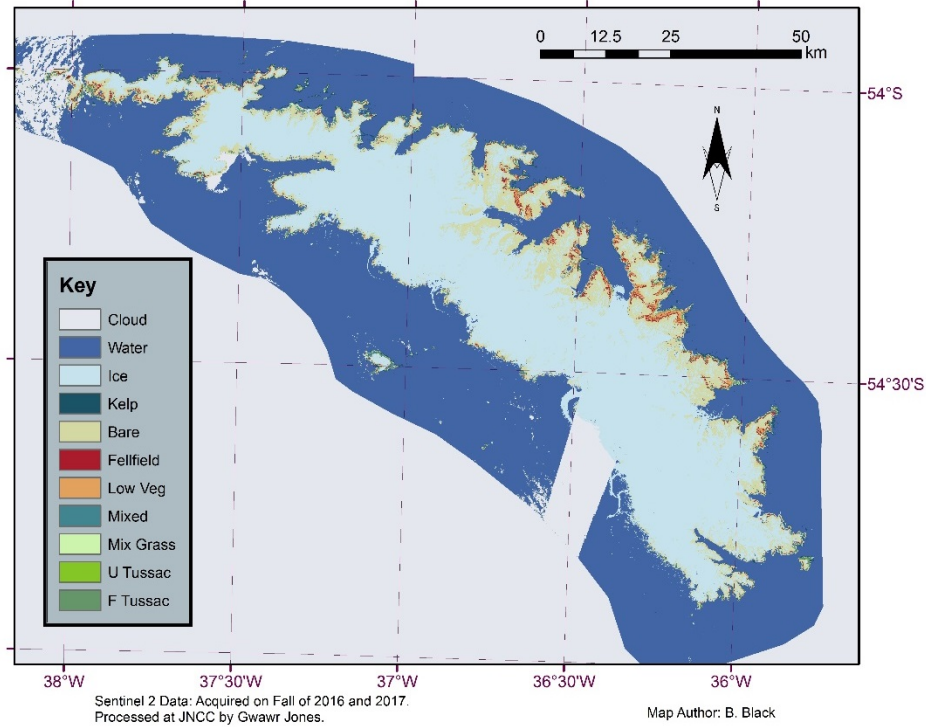 0 12.5 25 50
km
54°S
N
S
Key
Cloud
Water
Ice
Kelp
Bare
Fellfield
Low Veg
Mixed
Mix Grass
U Tussac
F Tussac
54°30'S
38°W 37°30'W 37°W 36°30'W 36°W
Sentinel 2 Data: Acquired on Fall of 2016 and 2017.
Processed at JNCC by Gwawr Jones.
Map Author: B. Black